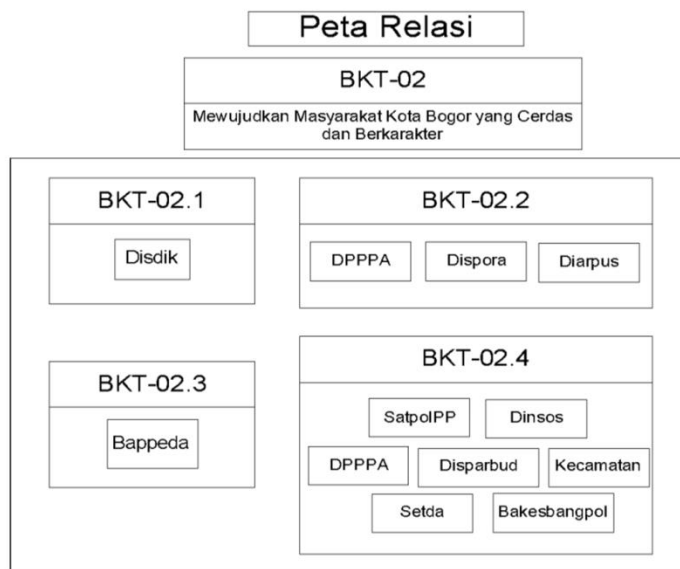 Peta Relasi
BKT-02
Mewujudkan Masyarakat Kota Bogor yang Cerdas
dan Berkarakter
BKT-02.1
Disdik
BKT-02.2
DPPPA
Dispora
Diarpus
BKT-02.3
Bappeda
BKT-02.4
SatpolPP
Dinsos
DPPPA
Disparbud
Kecamatan
Setda
Bakesbangpol